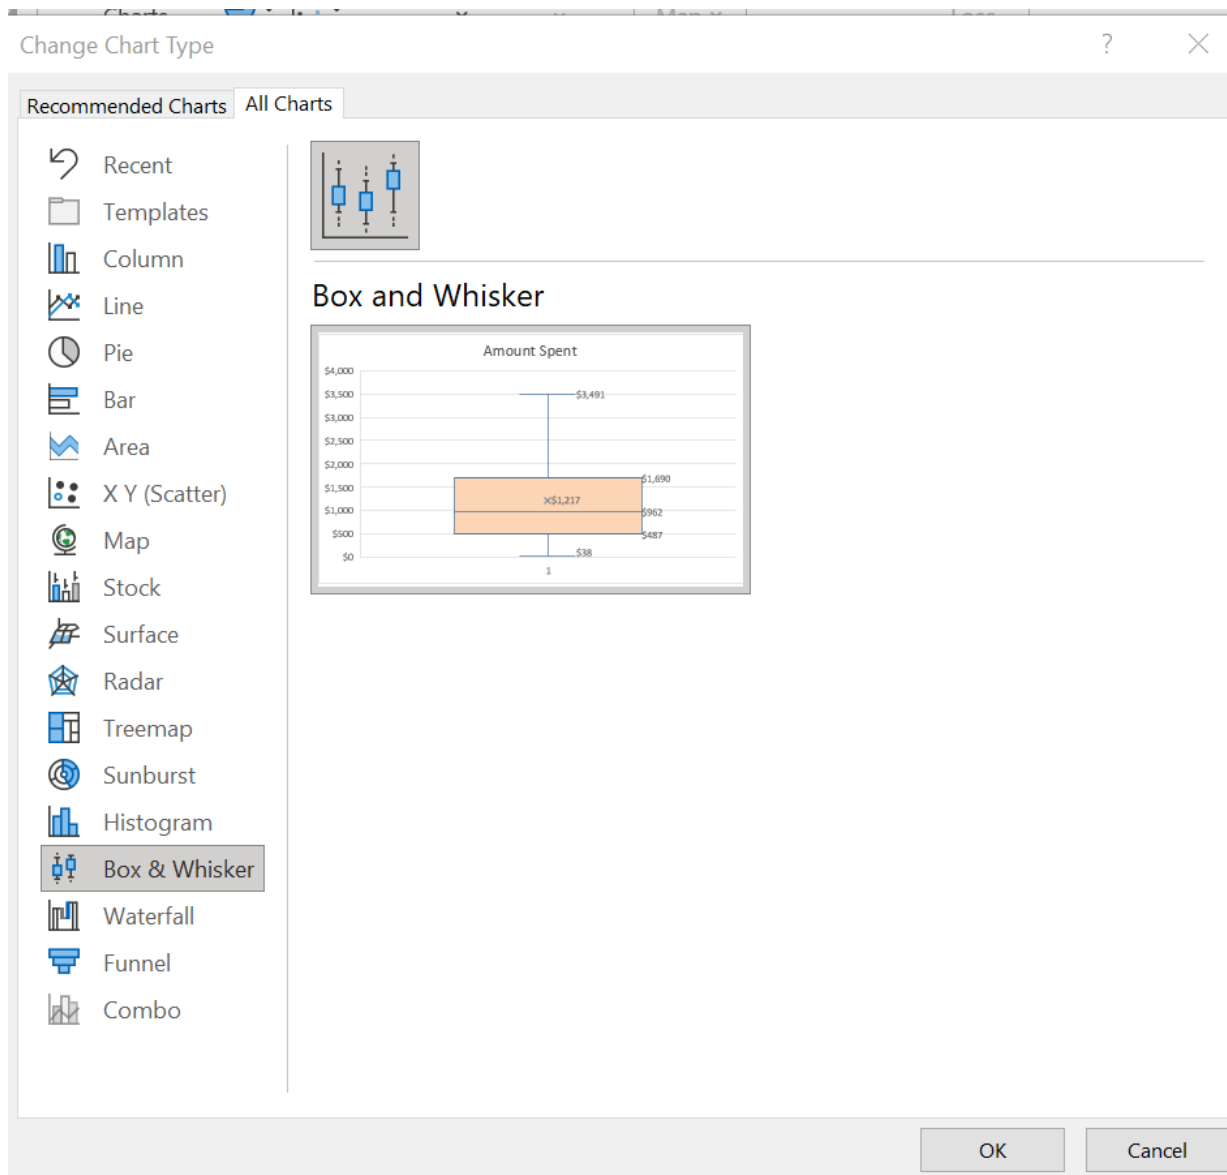 Change Chart Type ? ×
Recommended Charts All Charts
Recent
Templates
Column
Line
Pie
Bar
Area
X Y (Scatter)
Map
Stock
Surface
Radar
Treemap
Sunburst
Histogram
Box & Whisker
Waterfall
Funnel
Combo
Box and Whisker
Amount Spent
$4,000
$3,500
$3,000
$2,500
$2,000
$1,500
$1,000
$500
$0
$3,491
$1,690
×$1,217
$962
$487
$38
1
OK Cancel